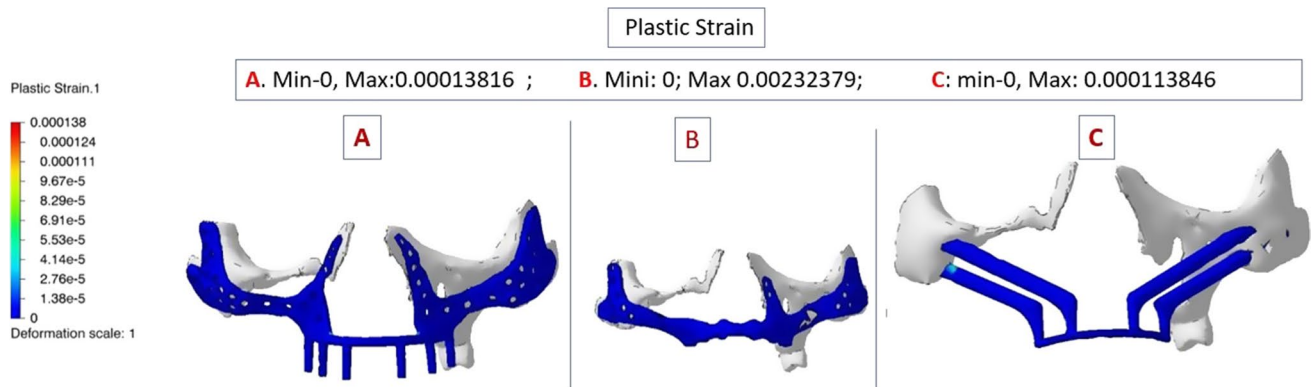 Plastic Strain
A. Min-0, Max:0.00013816 ; B. Mini: 0; Max 0.00232379; C: min-0, Max: 0.000113846
Plastic Strain.1
0.000138
0.000124
0.000111
9.67e-5
8.29e-5
6.91e-5
5.53e-5
4.14e-5
2.76e-5
1.38e-5
0
Deformation scale: 1
A
B
C